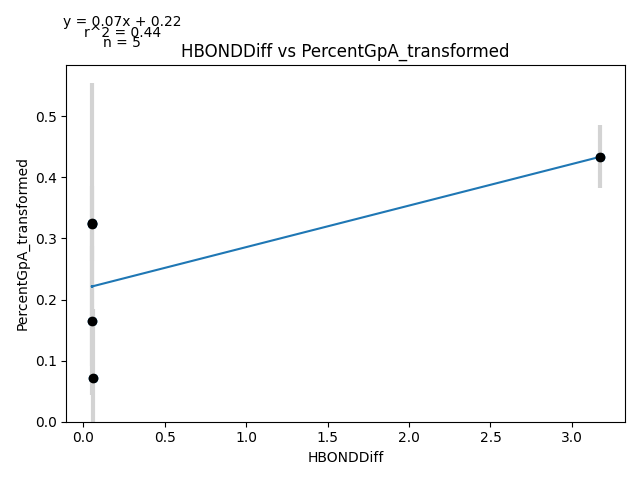 y = 0.07x + 0.22
r^2 = 0.44
n = 5
HBONDDiff vs PercentGpA_transformed
PercentGpA_transformed
0.5
0.4
0.3
0.2
0.1
0.0
0.0 0.5 1.0 1.5 2.0 2.5 3.0
HBONDDiff